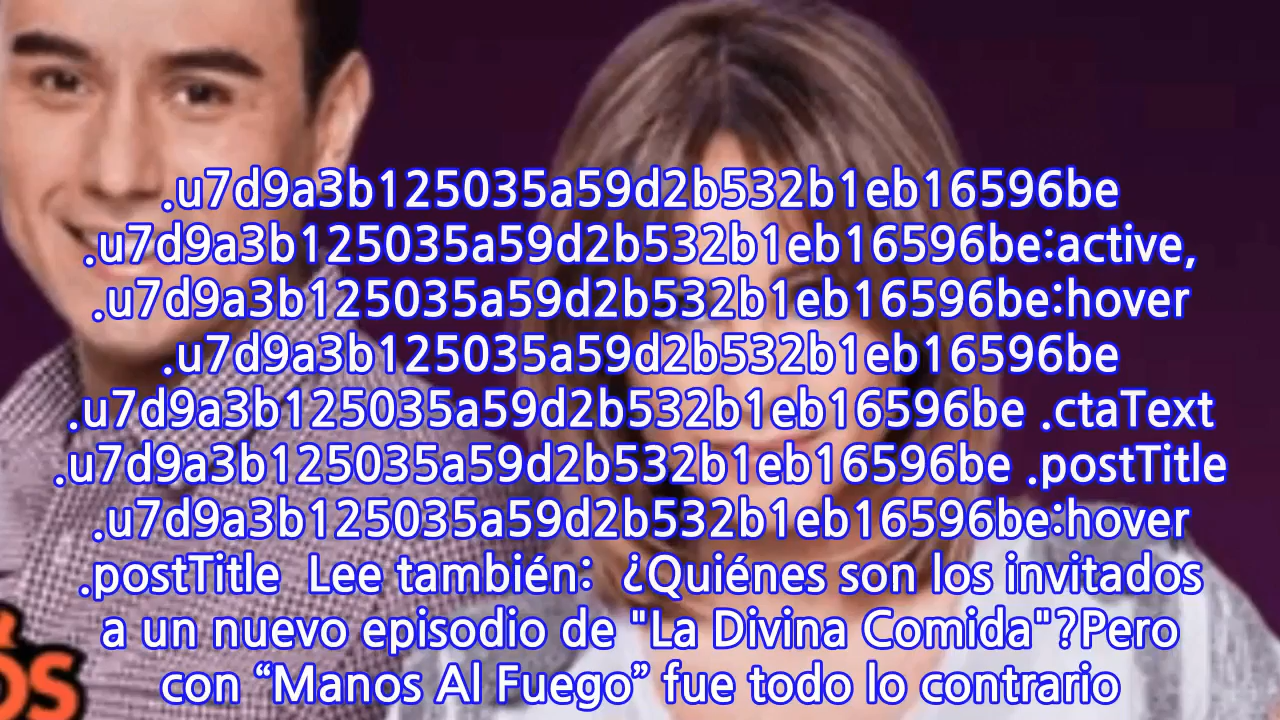 .u7d9a3b125035a59d2b532b1eb16596be
.u7d9a3b125035a59d2b532b1eb16596be:active,
.u7d9a3b125035a59d2b532b1eb16596be:hover
.u7d9a3b125035a59d2b532b1eb16596be
.u7d9a3b125035a59d2b532b1eb16596be .ctaText
.u7d9a3b125035a59d2b532b1eb16596be .postTitle
.u7d9a3b125035a59d2b532b1eb16596be:hover
.postTitle  Lee también:  ¿Quiénes son los invitados
a un nuevo episodio de "La Divina Comida"?Pero
con “Manos Al Fuego” fue todo lo contrario